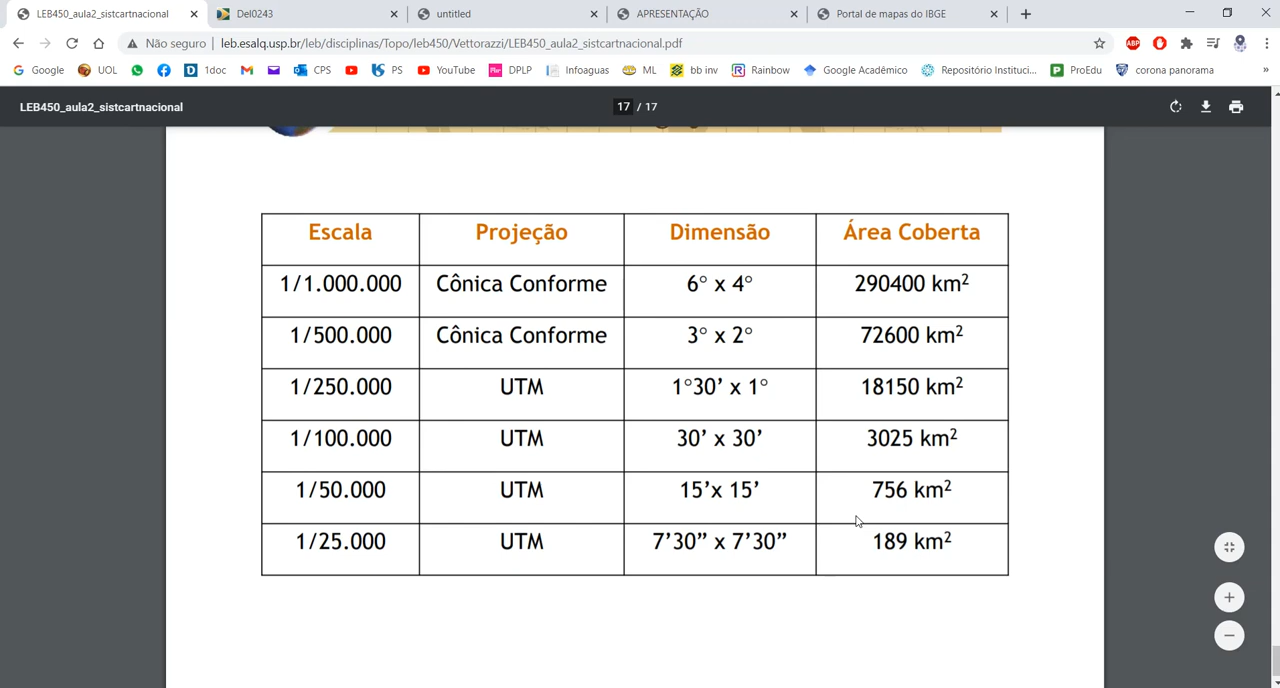 LEB450_aula2_sistcartnacional
Del0243
untitled
APRESENTAÇÃO
Portal de mapas do IBGE
Não seguro | leb.esalq.usp.br/leb/disciplinas/Topo/leb450/Vettorazzi/LEB450_aula2_sistcartnacional.pdf
Google UOL 1doc CPS PS YouTube DPLP Infoaguas ML bb inv Rainbow Google Acadêmico Repositório Instituci... ProEdu corona panorama »
LEB450_aula2_sistcartnacional 17 / 17
Escala Projeção Dimensão Área Coberta
1/1.000.000 Cônica Conforme 6° x 4° 290400 km²
1/500.000 Cônica Conforme 3° x 2° 72600 km²
1/250.000 UTM 1°30’ x 1° 18150 km²
1/100.000 UTM 30’ x 30’ 3025 km²
1/50.000 UTM 15’x 15’ 756 km²
1/25.000 UTM 7’30” x 7’30” 189 km²